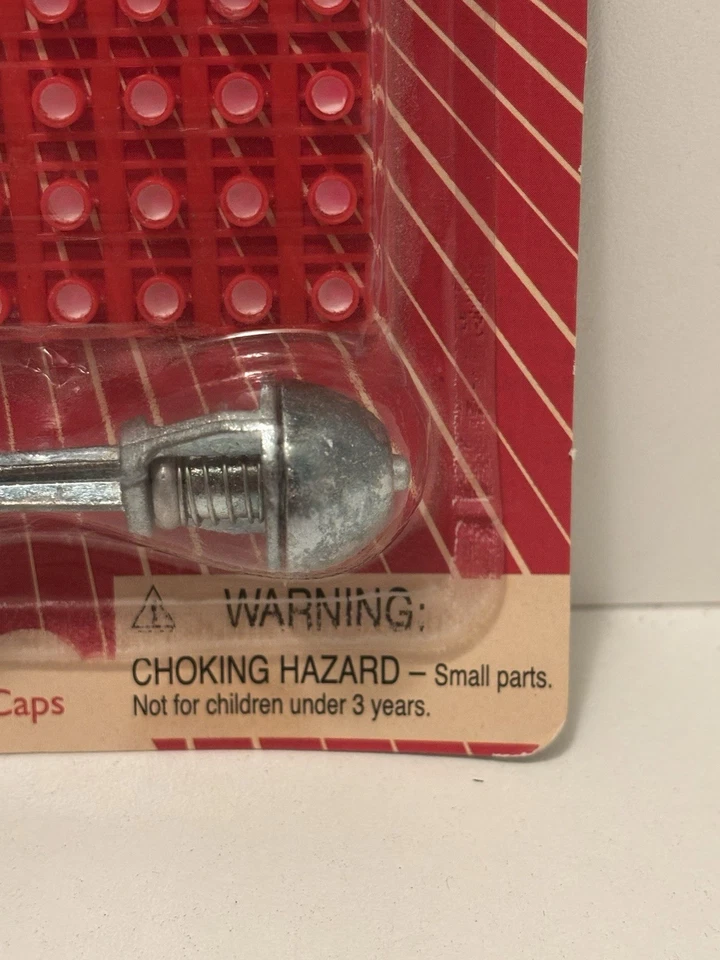 WARNING:
CHOKING HAZARD – Small parts.
Caps
Not for children under 3 years.